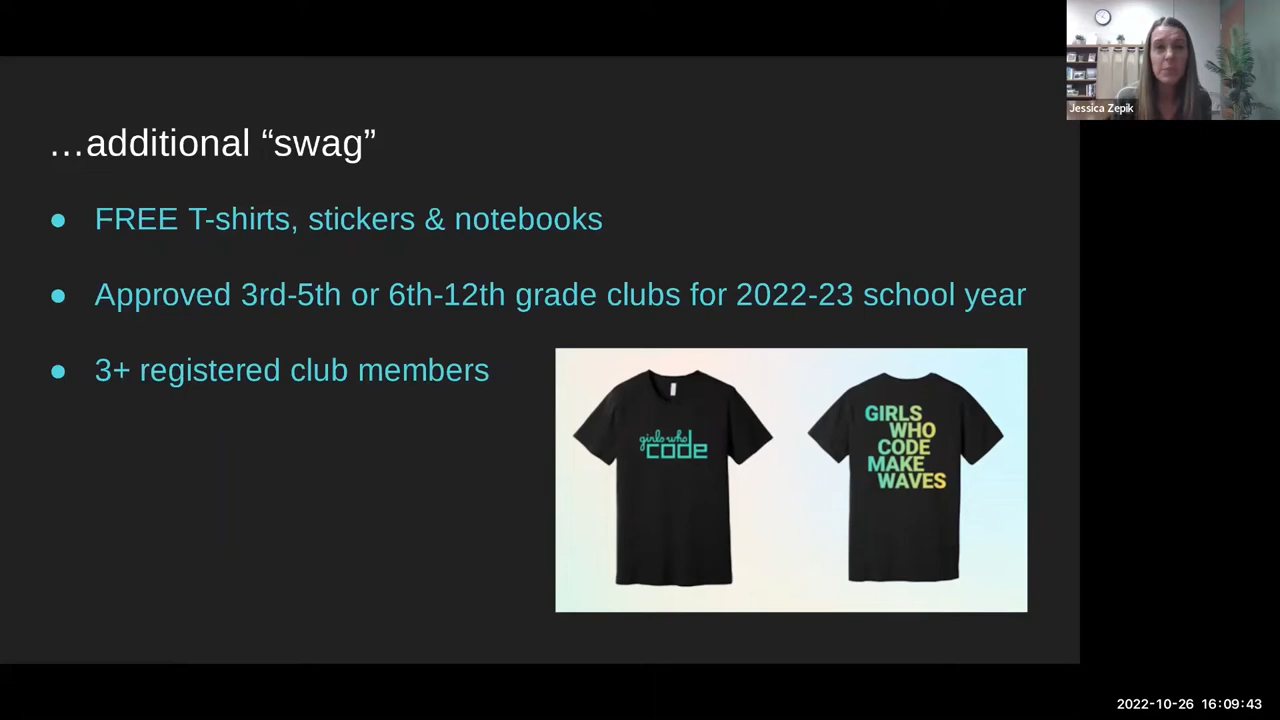 Jessica Zepik
…additional “swag”
● FREE T-shirts, stickers & notebooks
● Approved 3rd-5th or 6th-12th grade clubs for 2022-23 school year
● 3+ registered club members
girls who
code
GIRLS
WHO
CODE
MAKE
WAVES
2022-10-26 16:09:43